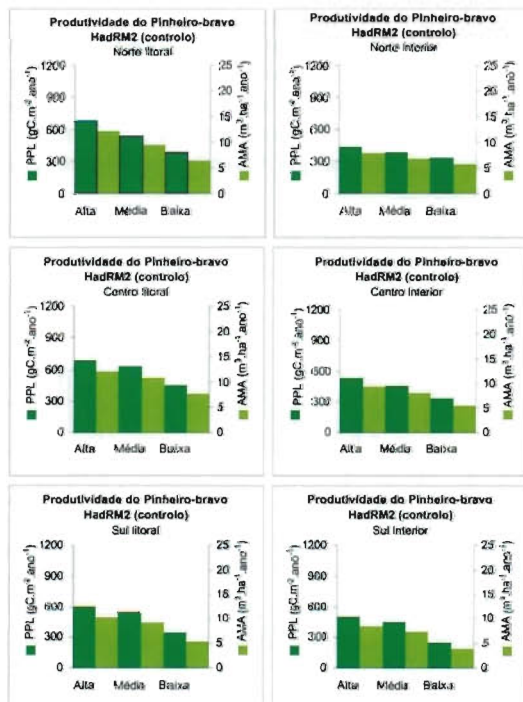 Produtividade do Pinheiro-bravo
HadRM2 (controlo)
Norte litoral
1200
900
600
300
0
PPL (gC.m⁻².ano⁻¹)
25
20
15
10
5
0
AMA (m³.ha⁻¹.ano⁻¹)
Alta Média Baixa
Produtividade do Pinheiro-bravo
HadRM2 (controlo)
Norte interior
1200
900
600
300
0
PPL (gC.m⁻².ano⁻¹)
25
20
15
10
5
0
AMA (m³.ha⁻¹.ano⁻¹)
Alta Média Baixa
Produtividade do Pinheiro-bravo
HadRM2 (controlo)
Centro litoral
1200
900
600
300
0
PPL (gC.m⁻².ano⁻¹)
25
20
15
10
5
0
AMA (m³.ha⁻¹.ano⁻¹)
Alta Média Baixa
Produtividade do Pinheiro-bravo
HadRM2 (controlo)
Centro interior
1200
900
600
300
0
PPL (gC.m⁻².ano⁻¹)
25
20
15
10
5
0
AMA (m³.ha⁻¹.ano⁻¹)
Alta Média Baixa
Produtividade do Pinheiro-bravo
HadRM2 (controlo)
Sul litoral
1200
900
600
300
0
PPL (gC.m⁻².ano⁻¹)
25
20
15
10
5
0
AMA (m³.ha⁻¹.ano⁻¹)
Alta Média Baixa
Produtividade do Pinheiro-bravo
HadRM2 (controlo)
Sul interior
1200
900
600
300
0
PPL (gC.m⁻².ano⁻¹)
25
20
15
10
5
0
AMA (m³.ha⁻¹.ano⁻¹)
Alta Média Baixa